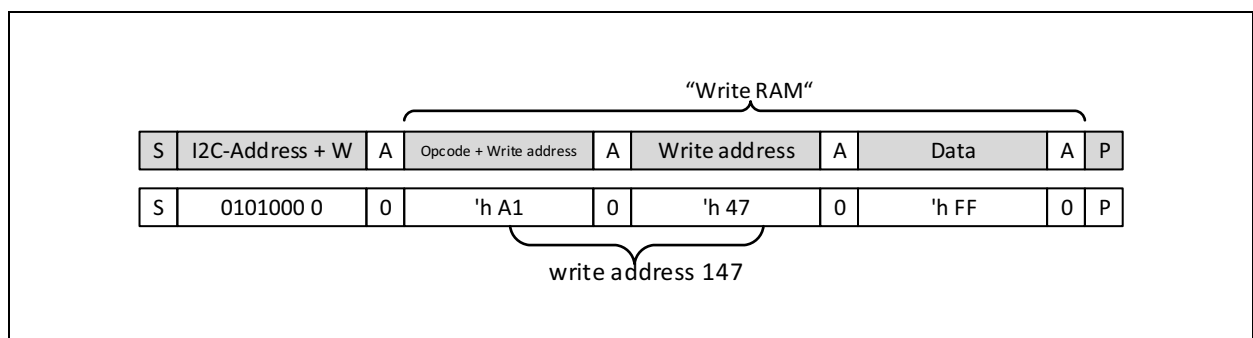 “Write RAM“
S I2C-Address + W A Opcode + Write address A Write address A Data A P
S 0101000 0 0 'h A1 0 'h 47 0 'h FF 0 P
write address 147